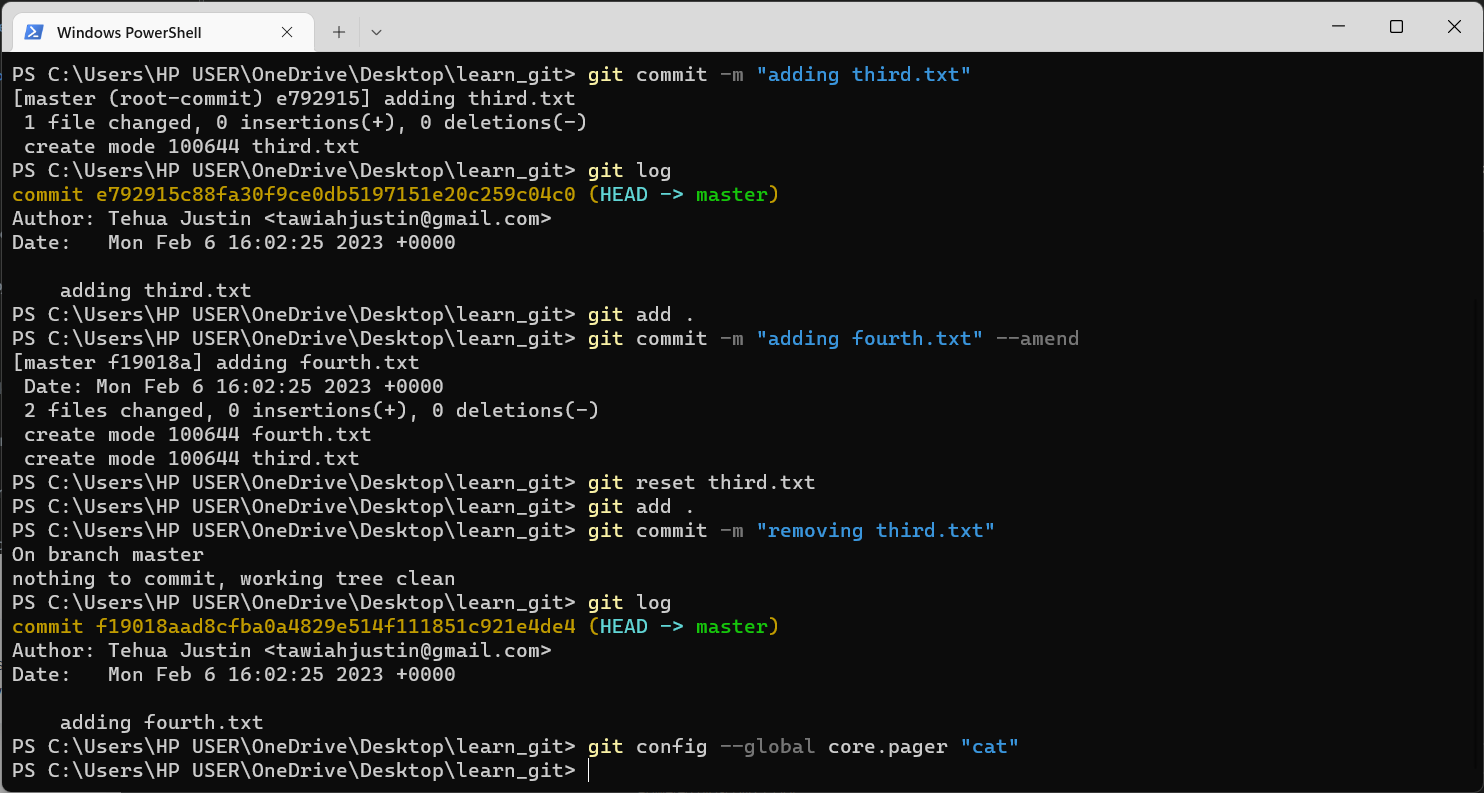 Windows PowerShell
PS C:\Users\HP USER\OneDrive\Desktop\learn_git> git commit -m "adding third.txt"
[master (root-commit) e792915] adding third.txt
 1 file changed, 0 insertions(+), 0 deletions(-)
 create mode 100644 third.txt
PS C:\Users\HP USER\OneDrive\Desktop\learn_git> git log
commit e792915c88fa30f9ce0db5197151e20c259c04c0 (HEAD -> master)
Author: Tehua Justin <tawiahjustin@gmail.com>
Date:   Mon Feb 6 16:02:25 2023 +0000

    adding third.txt
PS C:\Users\HP USER\OneDrive\Desktop\learn_git> git add .
PS C:\Users\HP USER\OneDrive\Desktop\learn_git> git commit -m "adding fourth.txt" --amend
[master f19018a] adding fourth.txt
 Date: Mon Feb 6 16:02:25 2023 +0000
 2 files changed, 0 insertions(+), 0 deletions(-)
 create mode 100644 fourth.txt
 create mode 100644 third.txt
PS C:\Users\HP USER\OneDrive\Desktop\learn_git> git reset third.txt
PS C:\Users\HP USER\OneDrive\Desktop\learn_git> git add .
PS C:\Users\HP USER\OneDrive\Desktop\learn_git> git commit -m "removing third.txt"
On branch master
nothing to commit, working tree clean
PS C:\Users\HP USER\OneDrive\Desktop\learn_git> git log
commit f19018aad8cfba0a4829e514f111851c921e4de4 (HEAD -> master)
Author: Tehua Justin <tawiahjustin@gmail.com>
Date:   Mon Feb 6 16:02:25 2023 +0000

    adding fourth.txt
PS C:\Users\HP USER\OneDrive\Desktop\learn_git> git config --global core.pager "cat"
PS C:\Users\HP USER\OneDrive\Desktop\learn_git>